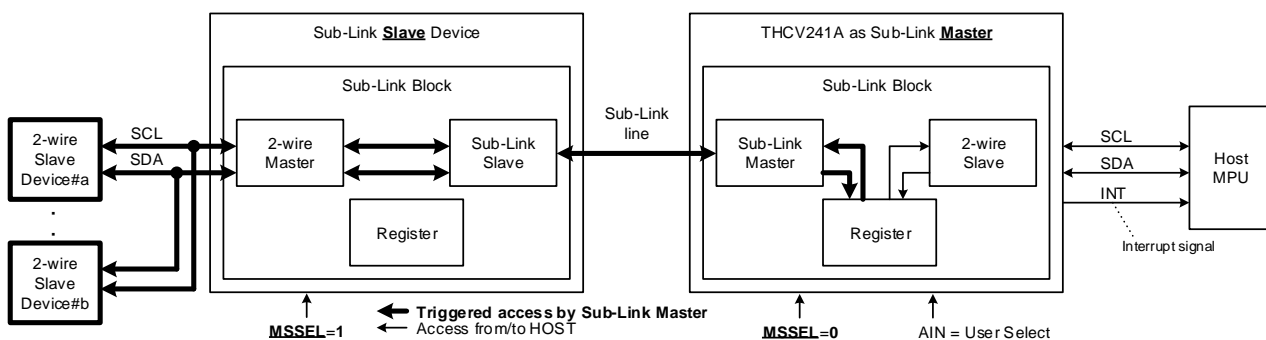 Sub-Link Slave Device
THCV241A as Sub-Link Master
Sub-Link Block
Sub-Link Block
2-wire
Slave
Device#a
SCL
SDA
2-wire
Master
Sub-Link
Slave
Sub-Link
line
Sub-Link
Master
2-wire
Slave
SCL
SDA
INT
Host
MPU
Interrupt signal
.
.
.
Register
Register
2-wire
Slave
Device#b
MSSEL=1
Triggered access by Sub-Link Master
Access from/to HOST
MSSEL=0
AIN = User Select